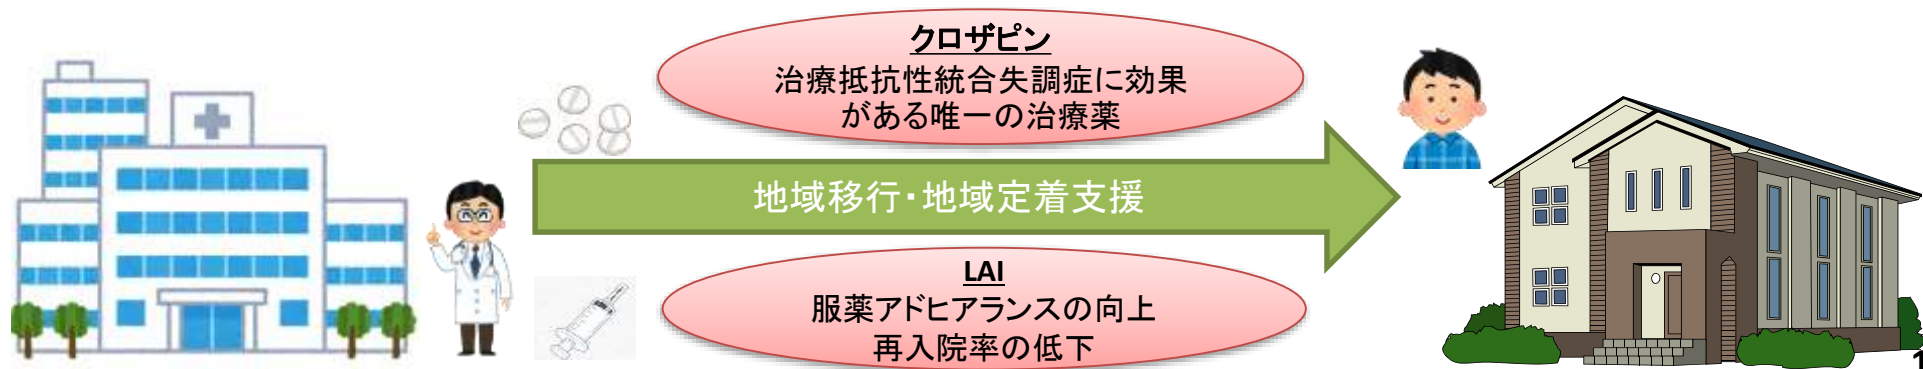 クロザピン
治療抵抗性統合失調症に効果
がある唯一の治療薬
地域移行・地域定着支援
LAI
服薬アドヒアランスの向上
再入院率の低下
1